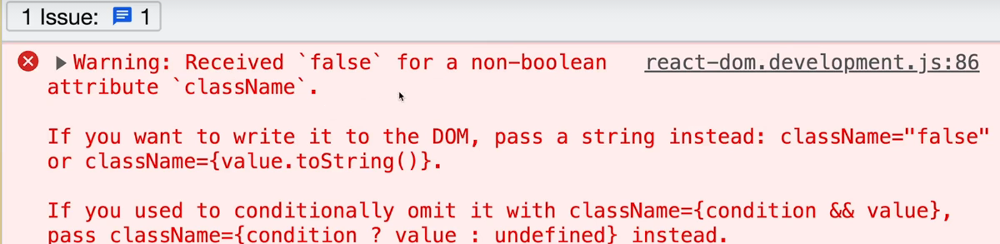 1 Issue: 1
Warning: Received `false` for a non-boolean react-dom.development.js:86
attribute `className`.
If you want to write it to the DOM, pass a string instead: className="false"
or className={value.toString()}.
If you used to conditionally omit it with className={condition && value},
pass className={condition ? value : undefined} instead.